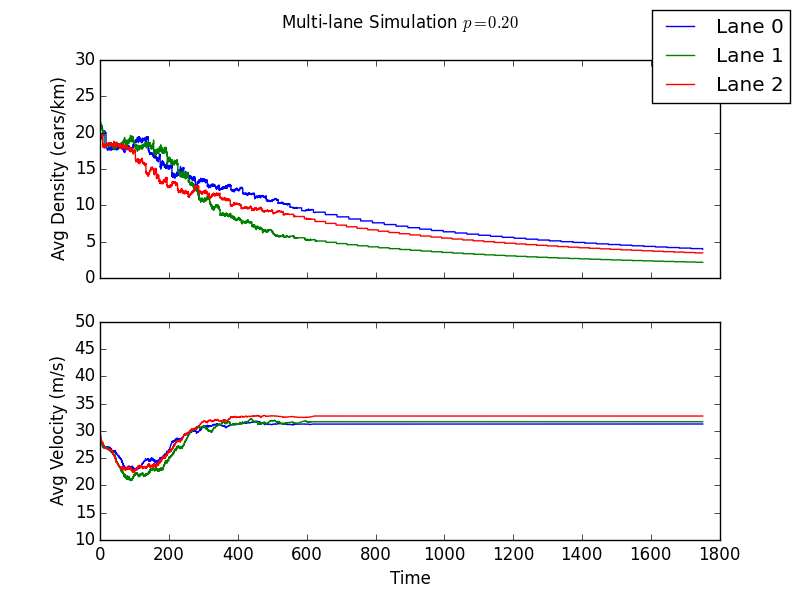 Multi-lane Simulation p=0.20
Lane 0
Lane 1
Lane 2
Avg Density (cars/km)
30
25
20
15
10
5
0
Avg Velocity (m/s)
50
45
40
35
30
25
20
15
10
0 200 400 600 800 1000 1200 1400 1600 1800
Time